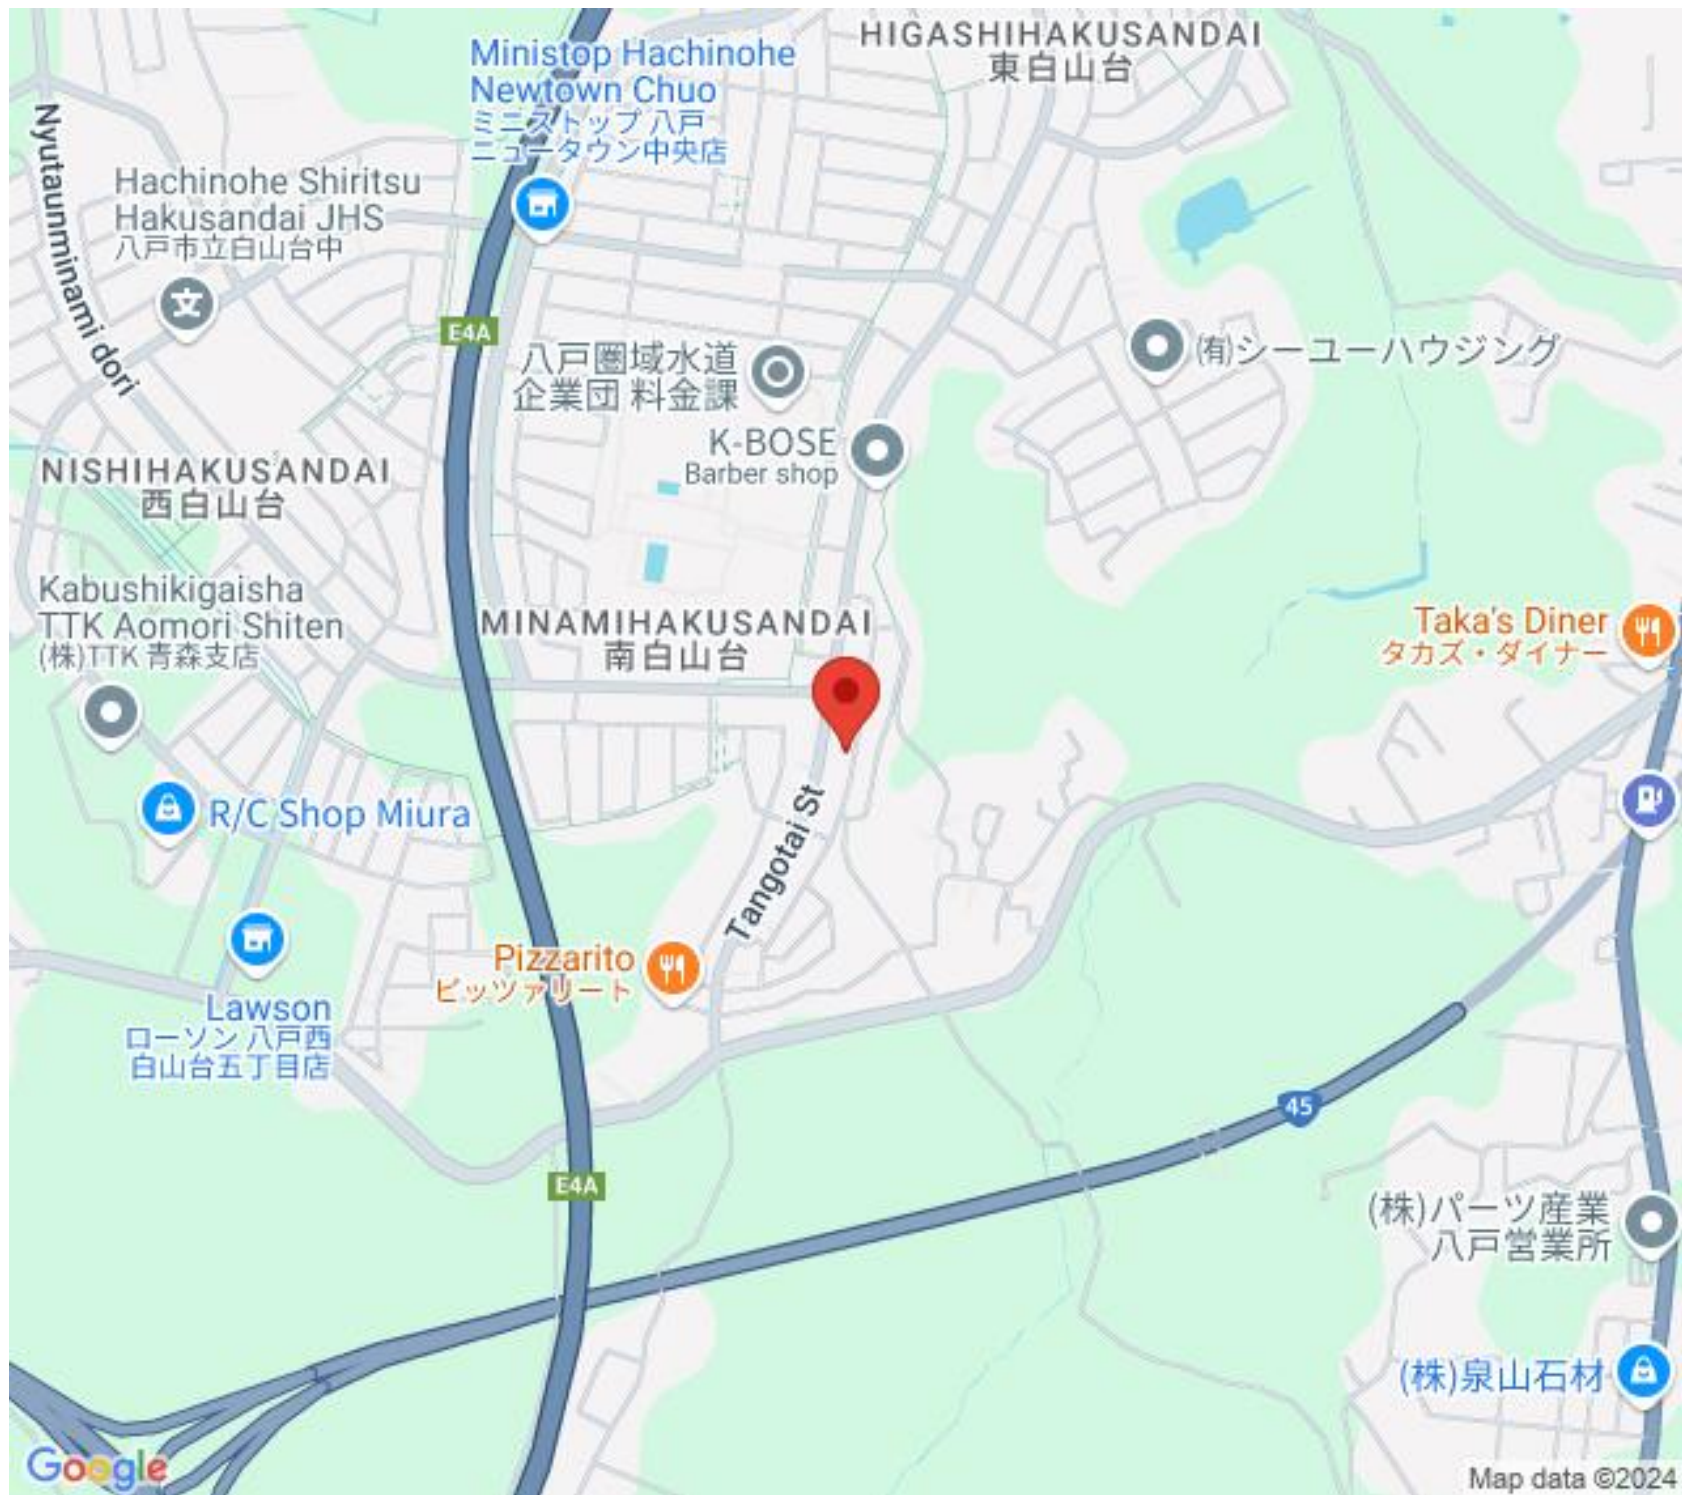 HIGASHIHAKUSANDAI
東白山台
Ministop Hachinohe
Newtown Chuo
ミニストップ 八戸
ニュータウン中央店
Nyutaunminami dori
Hachinohe Shiritsu
Hakusandai JHS
八戸市立白山台中
文
E4A
八戸圏域水道
企業団 料金課
(有)シーユーハウジング
K-BOSE
Barber shop
NISHIHAKUSANDAI
西白山台
Kabushikigaisha
TTK Aomori Shiten
(株)TTK 青森支店
MINAMIHAKUSANDAI
南白山台
Taka's Diner
タカズ・ダイナー
R/C Shop Miura
Tangotai St
Pizzarito
ピッツァリート
Lawson
ローソン 八戸西
白山台五丁目店
45
E4A
(株)パーツ産業
八戸営業所
(株)泉山石材
Google
Map data ©2024